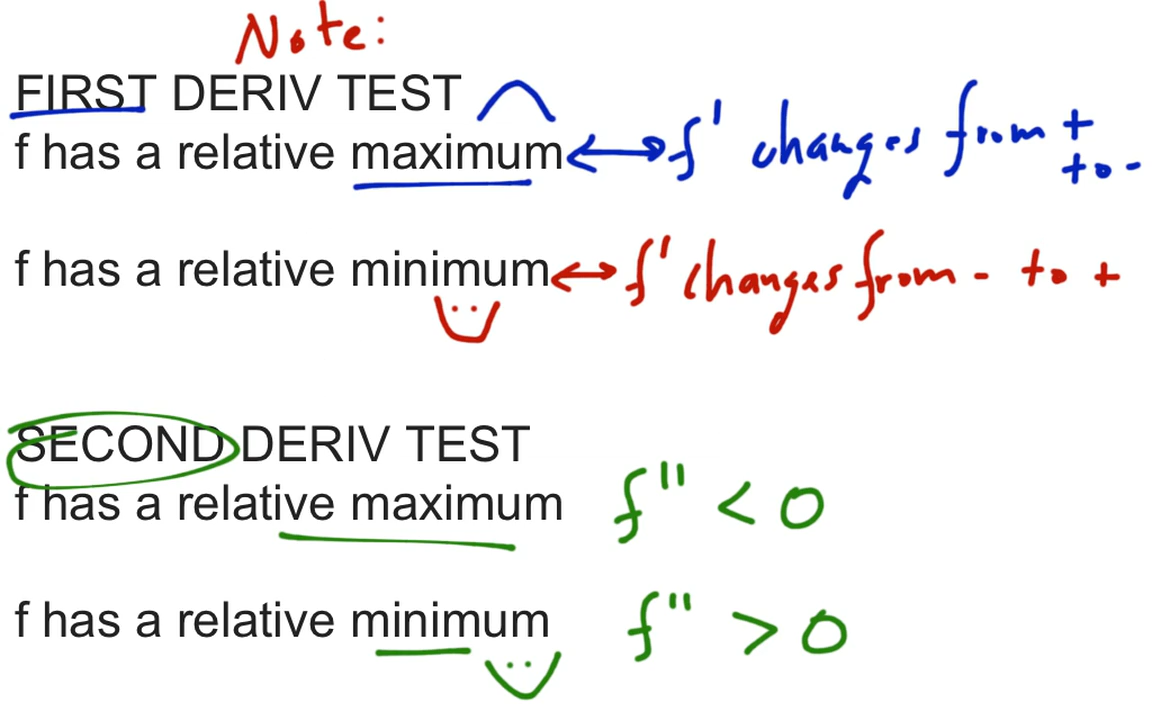 Note:
FIRST DERIV TEST
f has a relative maximum ↔ f' changes from +
to -
f has a relative minimum ↔ f' changes from - to +
SECOND DERIV TEST
f has a relative maximum f'' < 0
f has a relative minimum f'' > 0